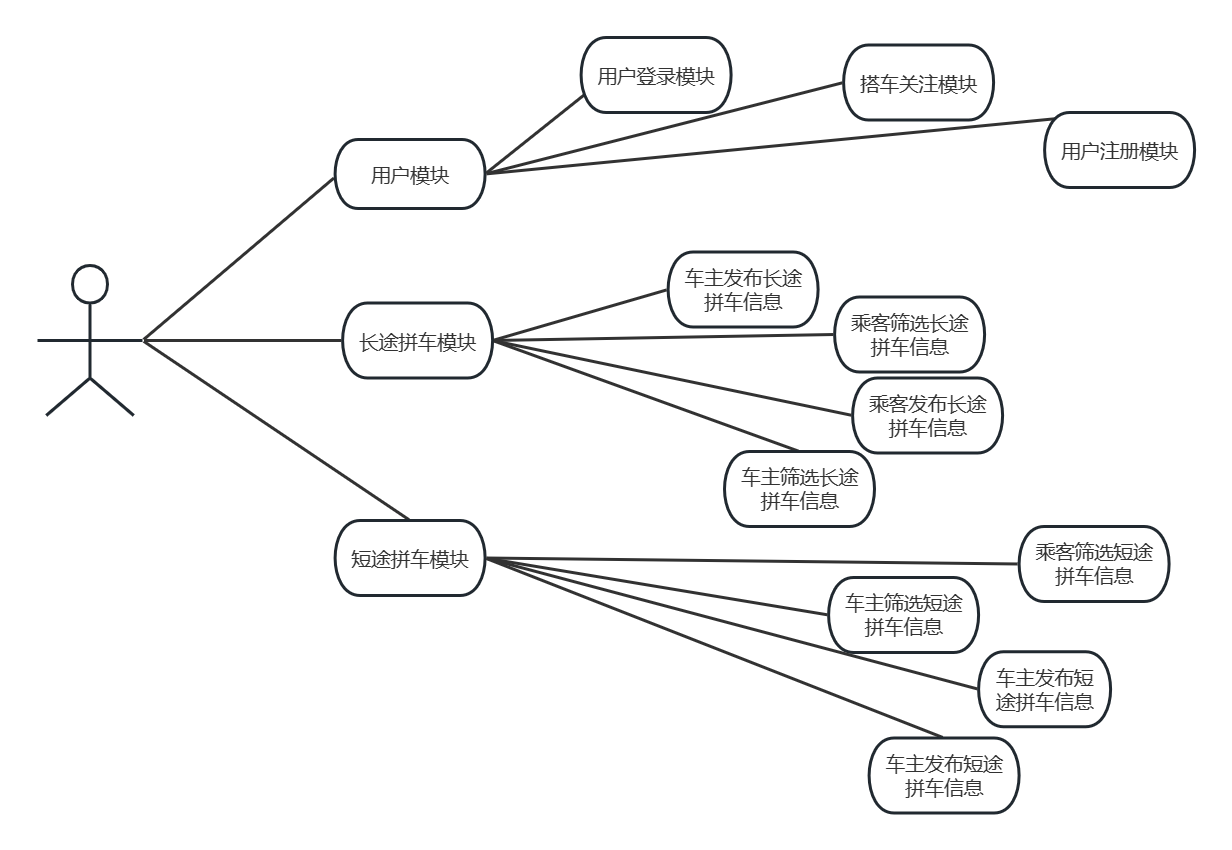 用户登录模块
搭车关注模块
用户注册模块
用户模块
车主发布长途
拼车信息
乘客筛选长途
拼车信息
长途拼车模块
乘客发布长途
拼车信息
车主筛选长途
拼车信息
短途拼车模块
乘客筛选短途
拼车信息
车主筛选短途
拼车信息
车主发布短
途拼车信息
车主发布短途
拼车信息